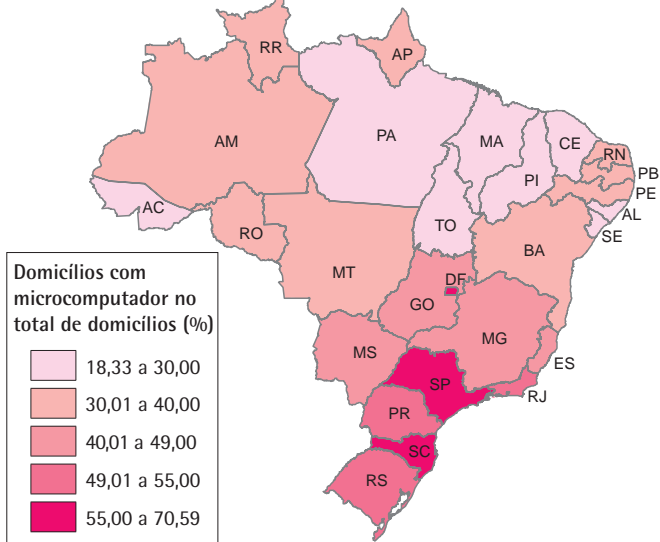 RR
AP
AM
PA
MA
CE
RN
PB
PI
PE
AL
SE
AC
TO
RO
BA
MT
DF
GO
MG
MS
ES
SP
RJ
PR
SC
RS
Domicílios com
microcomputador no
total de domicílios (%)
18,33 a 30,00
30,01 a 40,00
40,01 a 49,00
49,01 a 55,00
55,00 a 70,59